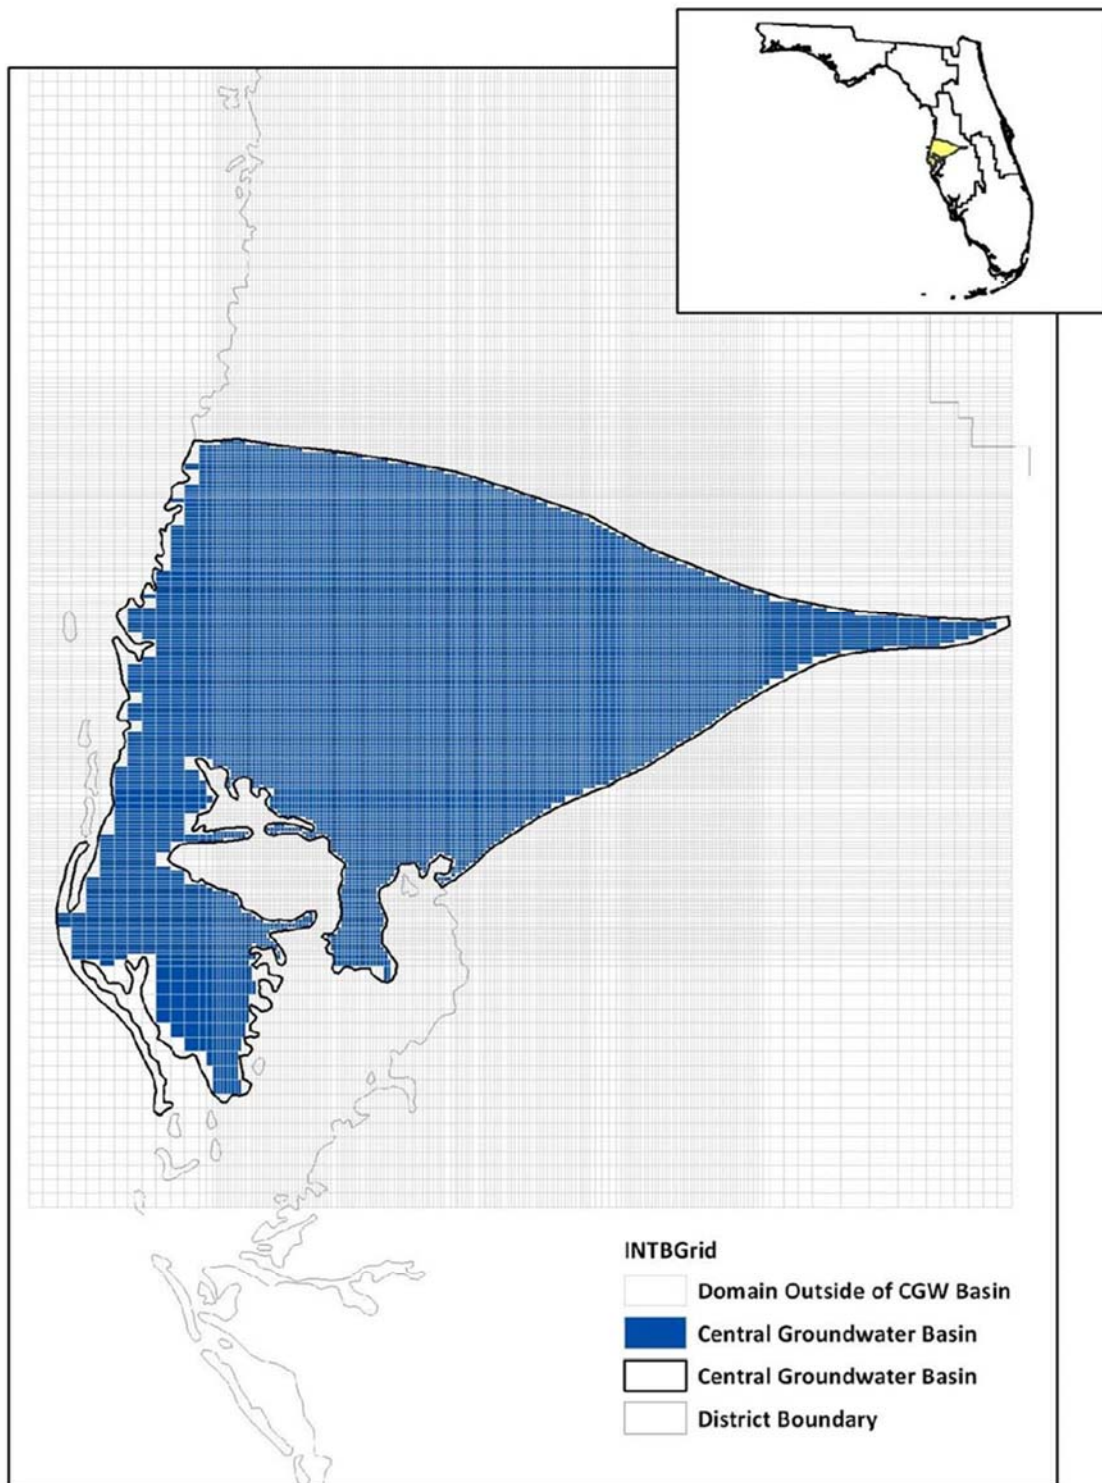 INTBGrid
Domain Outside of CGW Basin
Central Groundwater Basin
Central Groundwater Basin
District Boundary